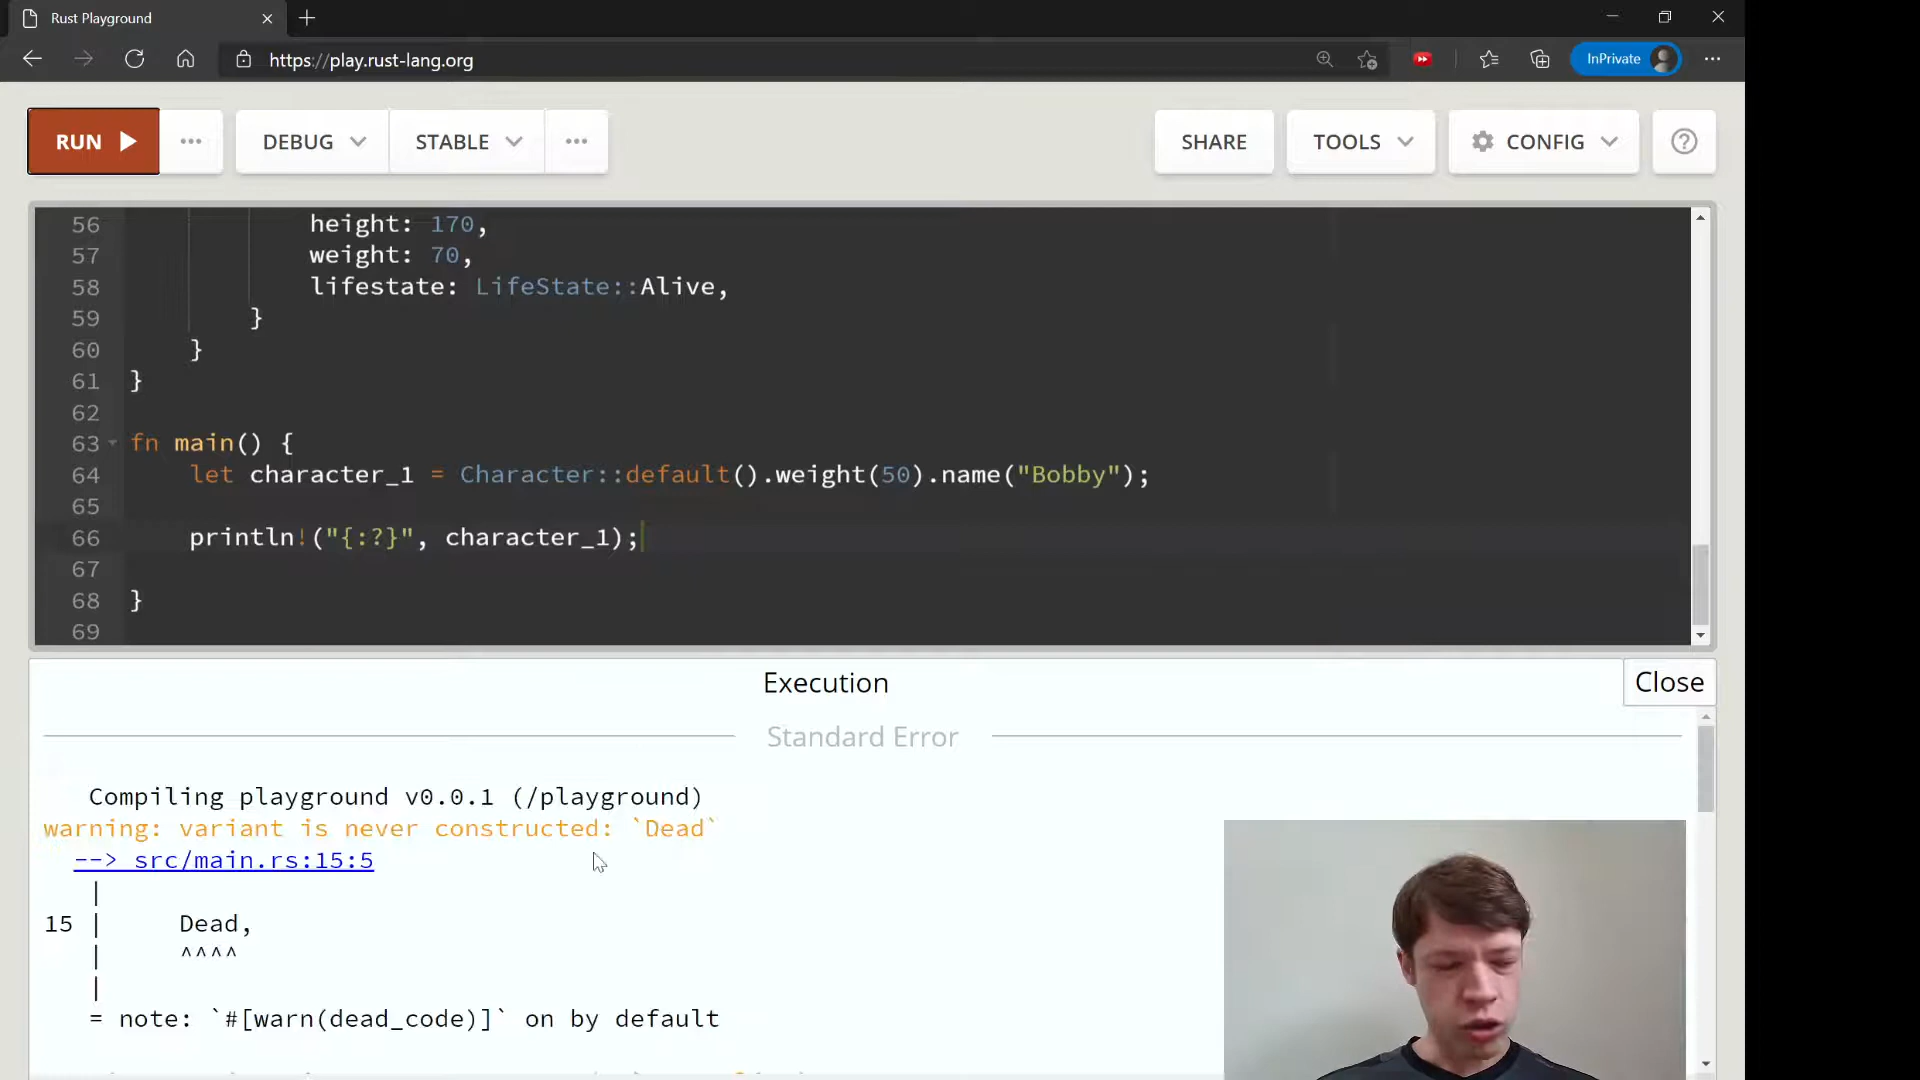 Rust Playground
https://play.rust-lang.org
InPrivate
RUN
DEBUG
STABLE
SHARE
TOOLS
CONFIG
56 height: 170,
57 weight: 70,
58 lifestate: LifeState::Alive,
59 }
60 }
61 }
62
63 fn main() {
64 let character_1 = Character::default().weight(50).name("Bobby");
65
66 println!("{:?}", character_1);
67
68 }
69
Execution
Close
Standard Error
Compiling playground v0.0.1 (/playground)
warning: variant is never constructed: `Dead`
--> src/main.rs:15:5
|
15 | Dead,
| ^^^^
|
= note: `#[warn(dead_code)]` on by default